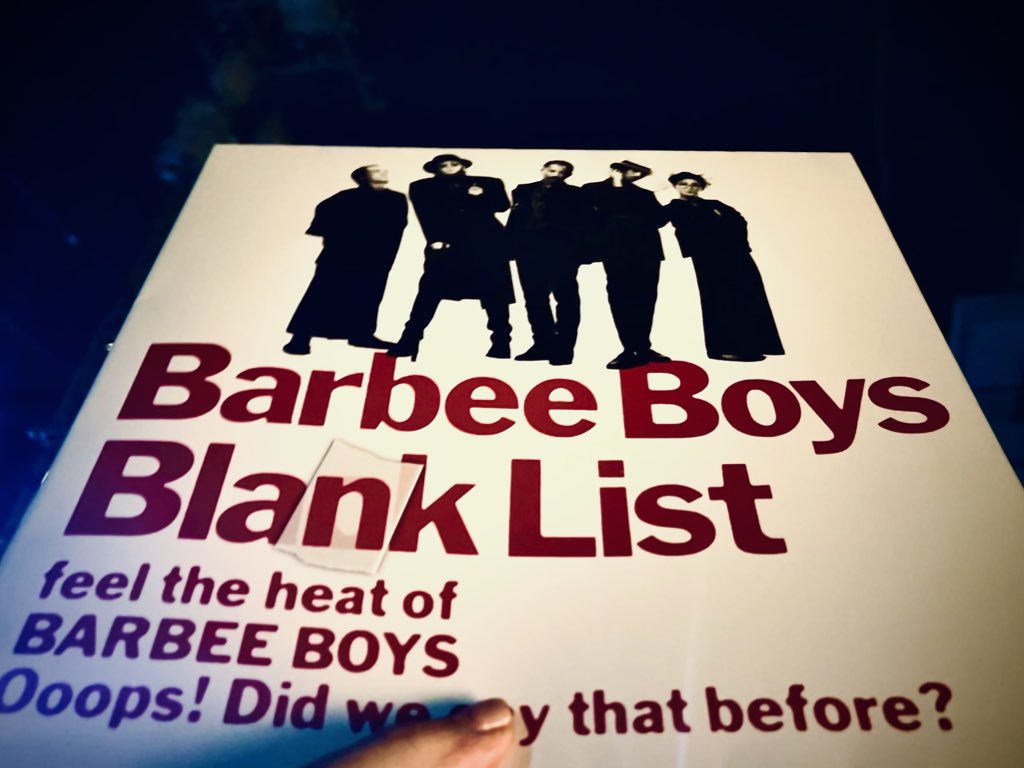 Barbee Boys
Blank List
feel the heat of
BARBEE BOYS
Ooops! Did we that before?